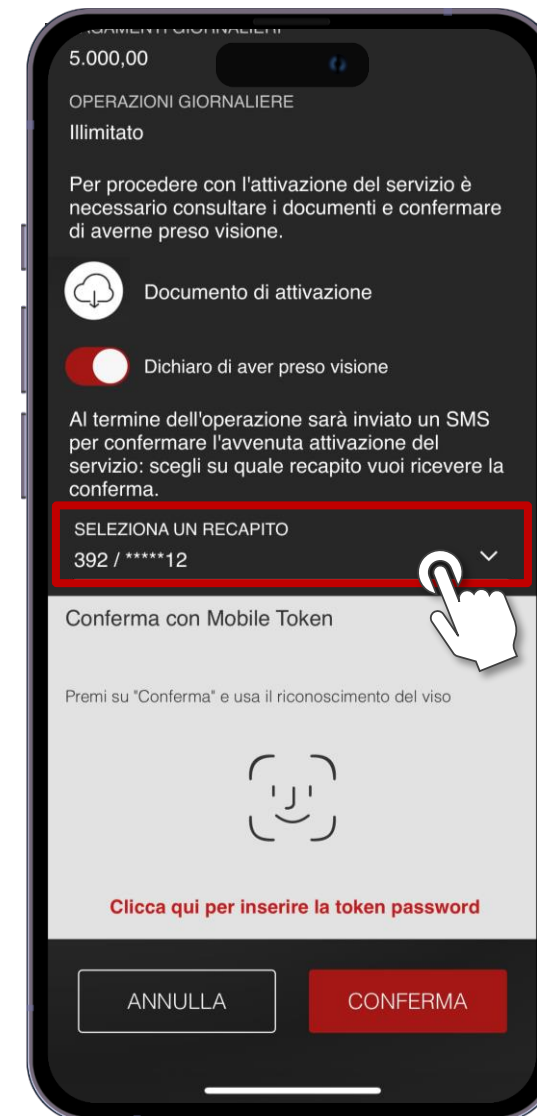 PAGAMENTI GIORNALIERI
5.000,00
OPERAZIONI GIORNALIERE
Illimitato
Per procedere con l'attivazione del servizio è
necessario consultare i documenti e confermare
di averne preso visione.
Documento di attivazione
Dichiaro di aver preso visione
Al termine dell'operazione sarà inviato un SMS
per confermare l'avvenuta attivazione del
servizio: scegli su quale recapito vuoi ricevere la
conferma.
SELEZIONA UN RECAPITO
392 / *****12
Conferma con Mobile Token
Premi su "Conferma" e usa il riconoscimento del viso
Clicca qui per inserire la token password
ANNULLA
CONFERMA